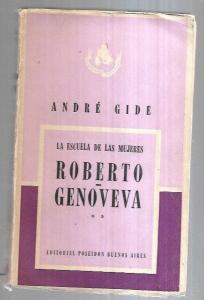 ANDRÉ GIDE
LA ESCUELA DE LAS MUJERES
ROBERTO
-
GENOVEVA
**
EDITORIAL POSEIDON BUENOS AIRES